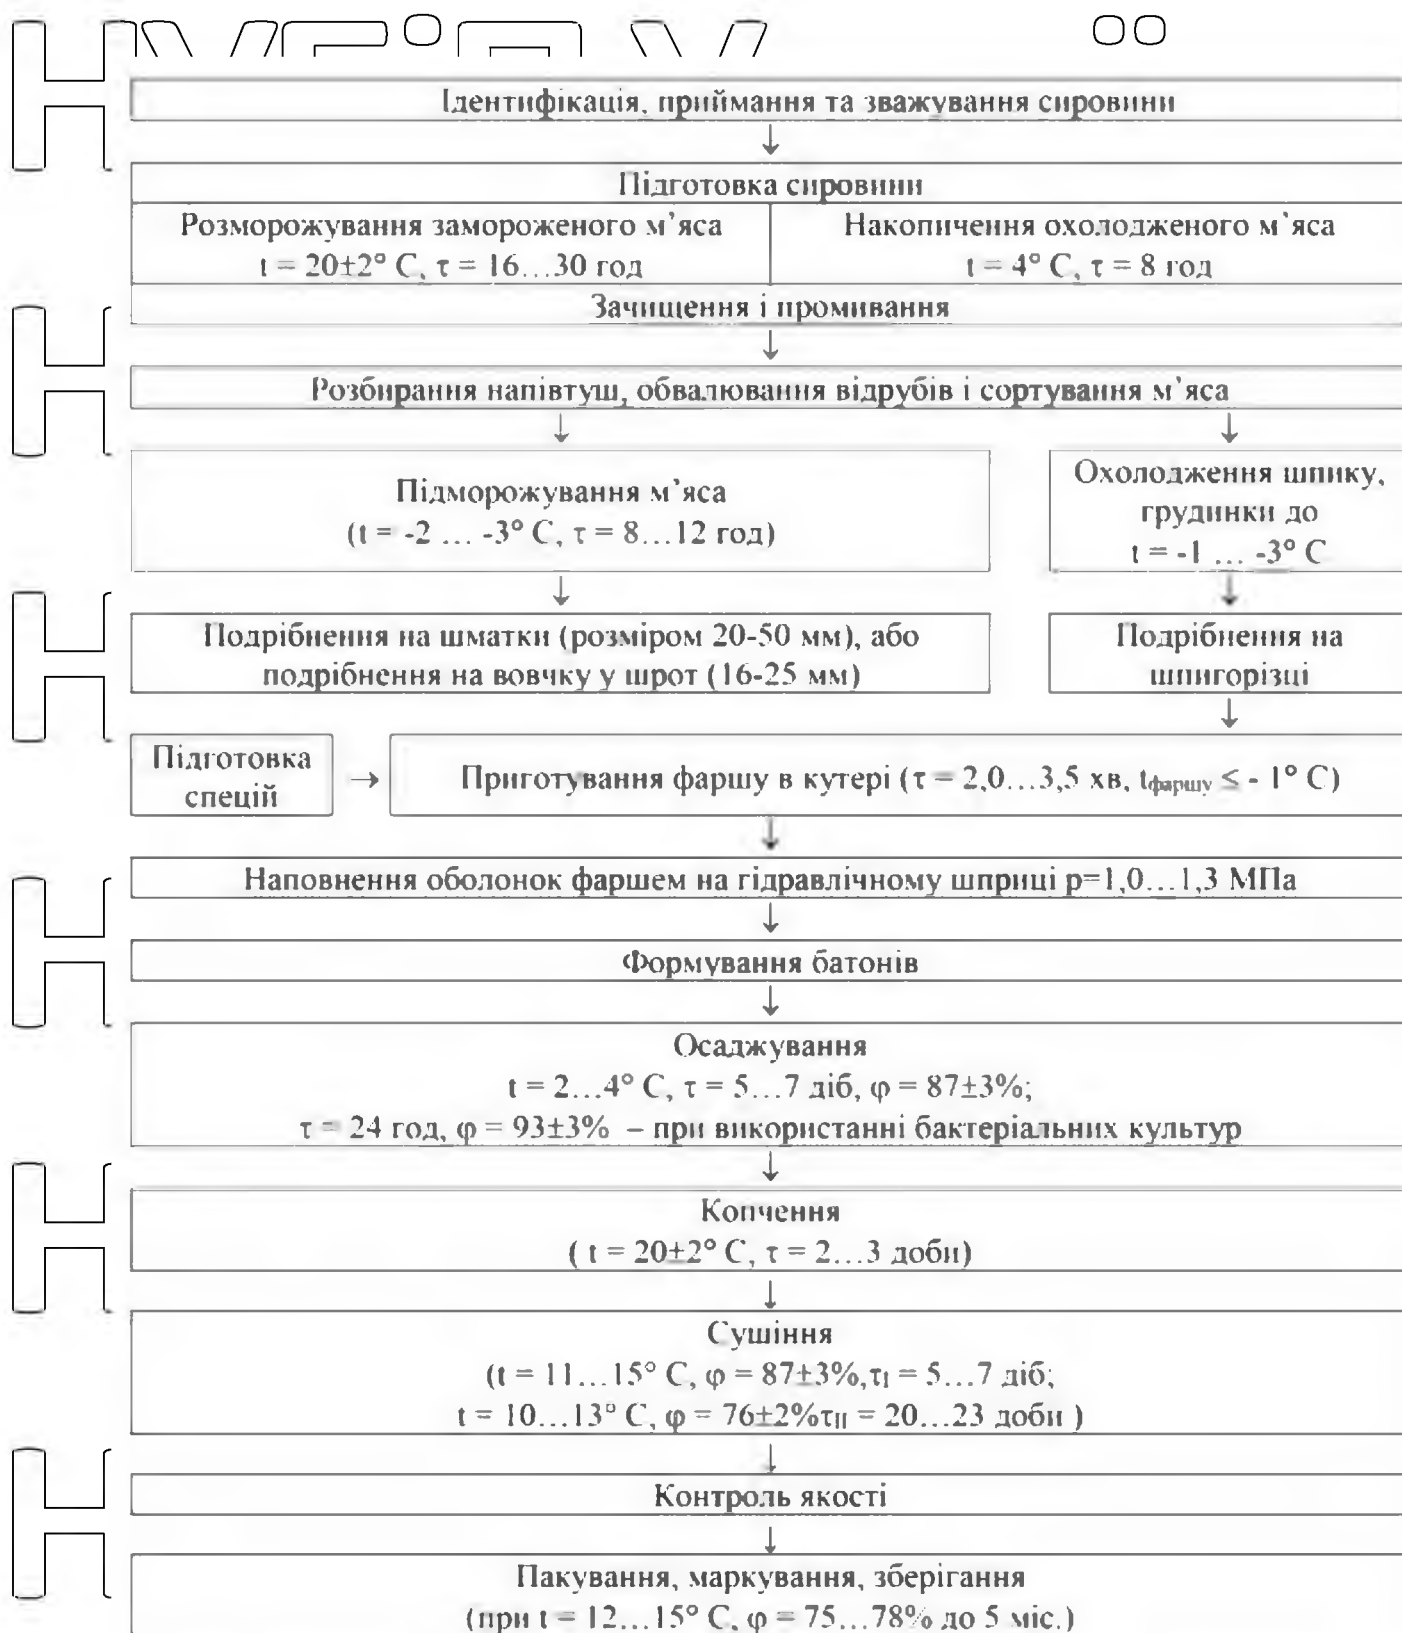 Ідентифікація, приймання та зважування сировини
↓
Підготовка сировини
Розморожування замороженого м’яса
t = 20±2° С, τ = 16…30 год
Накопичення охолодженого м’яса
t = 4° С, τ = 8 год
Зачищення і промивання
↓
Розбирання напівтуш, обвалювання відрубів і сортування м’яса
↓ ↓
Підморожування м’яса
(t = -2 … -3° С, τ = 8…12 год)
Охолодження шпику,
грудинки до
t = -1 … -3° С
↓ ↓
Подрібнення на шматки (розміром 20-50 мм), або
подрібнення на вовчку у шрот (16-25 мм)
Подрібнення на
шпигорізці
↓
Підготовка
спецій
→
Приготування фаршу в кутері (τ = 2,0…3,5 хв, tфаршу ≤ - 1° С)
↓
Наповнення оболонок фаршем на гідравлічному шприці р=1,0…1,3 МПа
↓
Формування батонів
↓
Осаджування
t = 2…4° С, τ = 5…7 діб, φ = 87±3%;
τ = 24 год, φ = 93±3% – при використанні бактеріальних культур
↓
Копчення
( t = 20±2° С, τ = 2…3 доби)
↓
Сушіння
(t = 11…15° С, φ = 87±3%,τI = 5…7 діб;
t = 10…13° С, φ = 76±2%τII = 20…23 доби )
↓
Контроль якості
↓
Пакування, маркування, зберігання
(при t = 12…15° С, φ = 75…78% до 5 міс.)